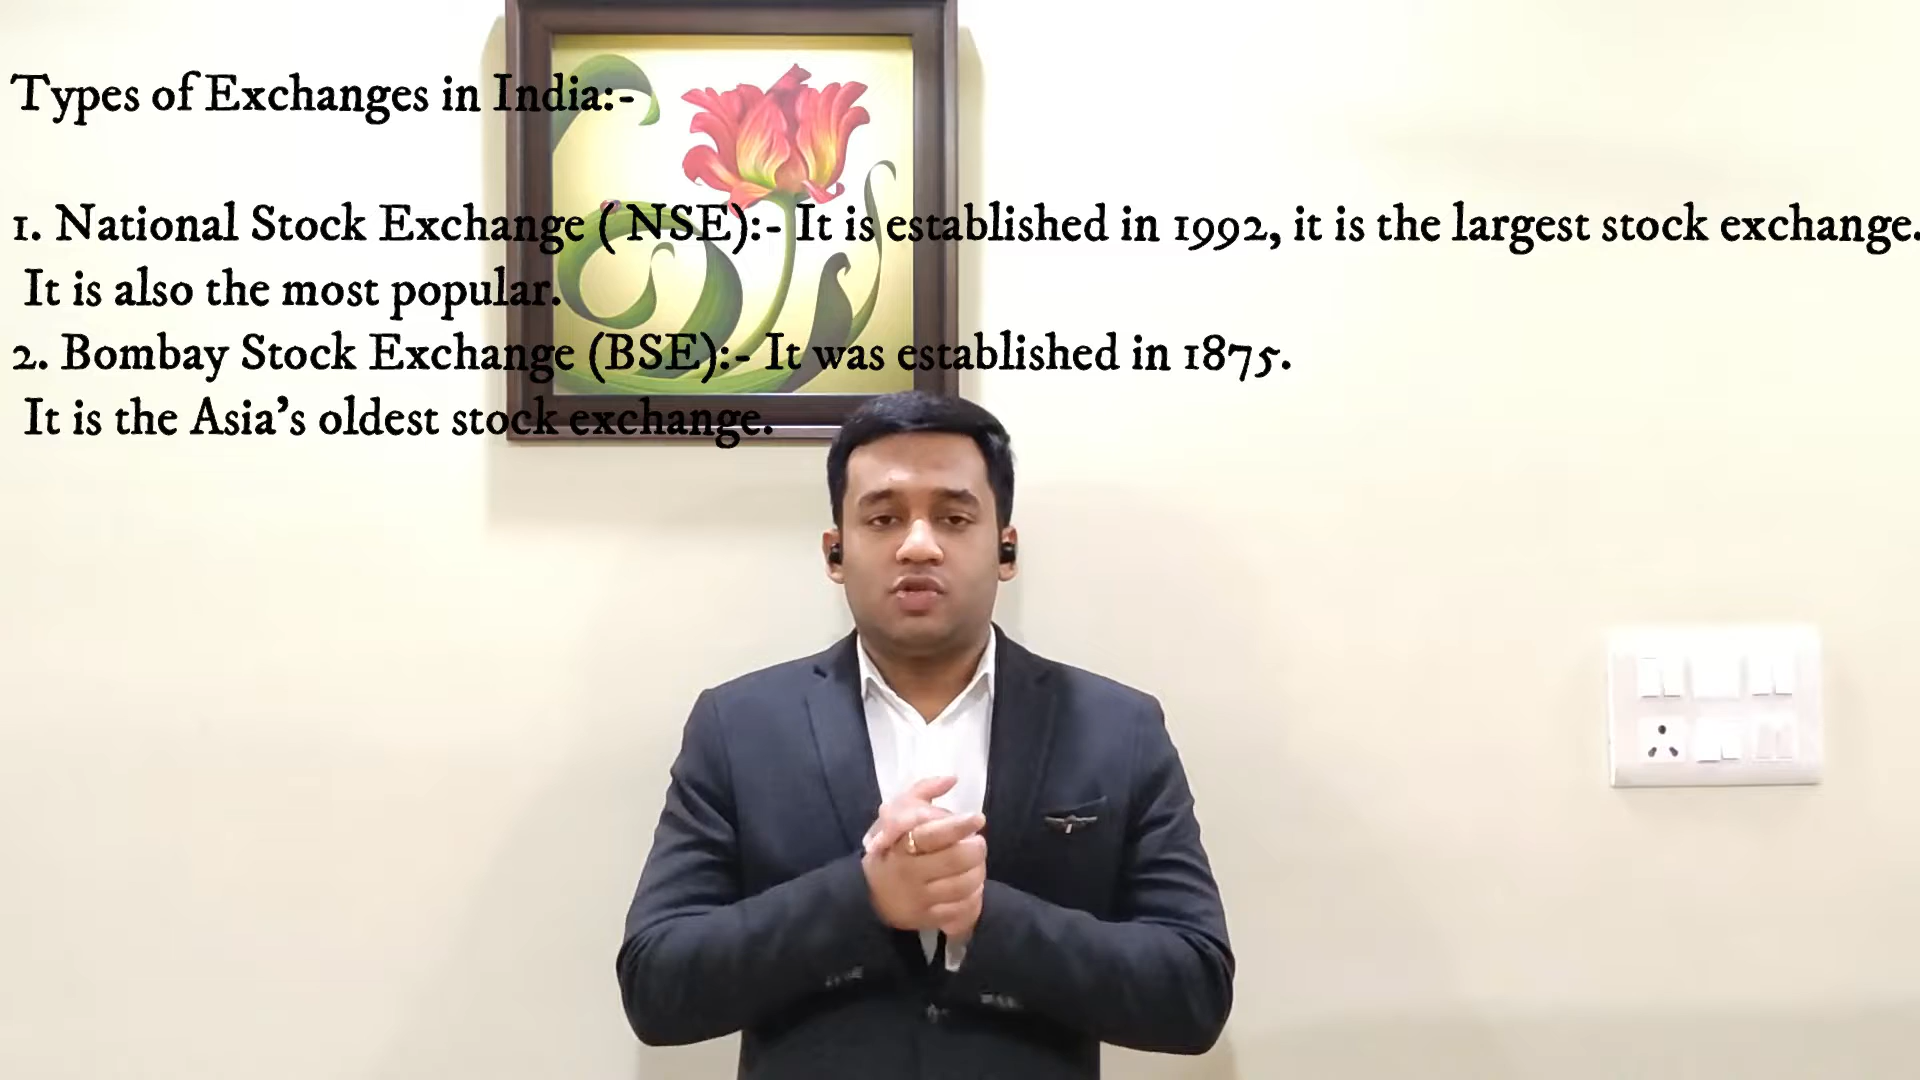 Types of Exchanges in India:-
1. National Stock Exchange ( NSE):- It is established in 1992, it is the largest stock exchange.
It is also the most popular.
2. Bombay Stock Exchange (BSE):- It was established in 1875.
It is the Asia’s oldest stock exchange.